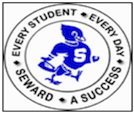 EVERY STUDENT • EVERY DAY
SEWARD • A SUCCESS
S